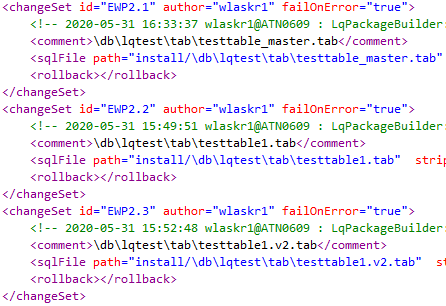 <changeSet id="EWP2.1" author="wlaskr1" failOnError="true">
<!-- 2020-05-31 16:33:37 wlaskr1@ATN0609 : LqPackageBuilder:
<comment>\db\lqtest\tab\testtable_master.tab</comment>
<sqlFile path="install/\db\lqtest\tab\testtable_master.tab"
<rollback></rollback>
</changeSet>
<changeSet id="EWP2.2" author="wlaskr1" failOnError="true">
<!-- 2020-05-31 15:49:51 wlaskr1@ATN0609 : LqPackageBuilder:
<comment>\db\lqtest\tab\testtable1.tab</comment>
<sqlFile path="install/\db\lqtest\tab\testtable1.tab"  strip
<rollback></rollback>
</changeSet>
<changeSet id="EWP2.3" author="wlaskr1" failOnError="true">
<!-- 2020-05-31 15:52:48 wlaskr1@ATN0609 : LqPackageBuilder:
<comment>\db\lqtest\tab\testtable1.v2.tab</comment>
<sqlFile path="install/\db\lqtest\tab\testtable1.v2.tab"  st
<rollback></rollback>
</changeSet>